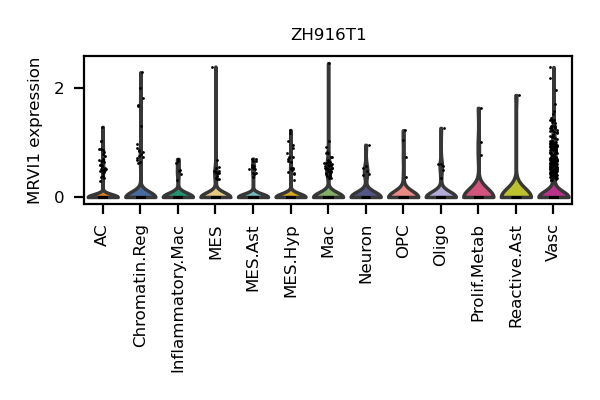 ZH916T1
MRVI1 expression
2
0
AC
Chromatin.Reg
Inflammatory.Mac
MES
MES.Ast
MES.Hyp
Mac
Neuron
OPC
Oligo
Prolif.Metab
Reactive.Ast
Vasc